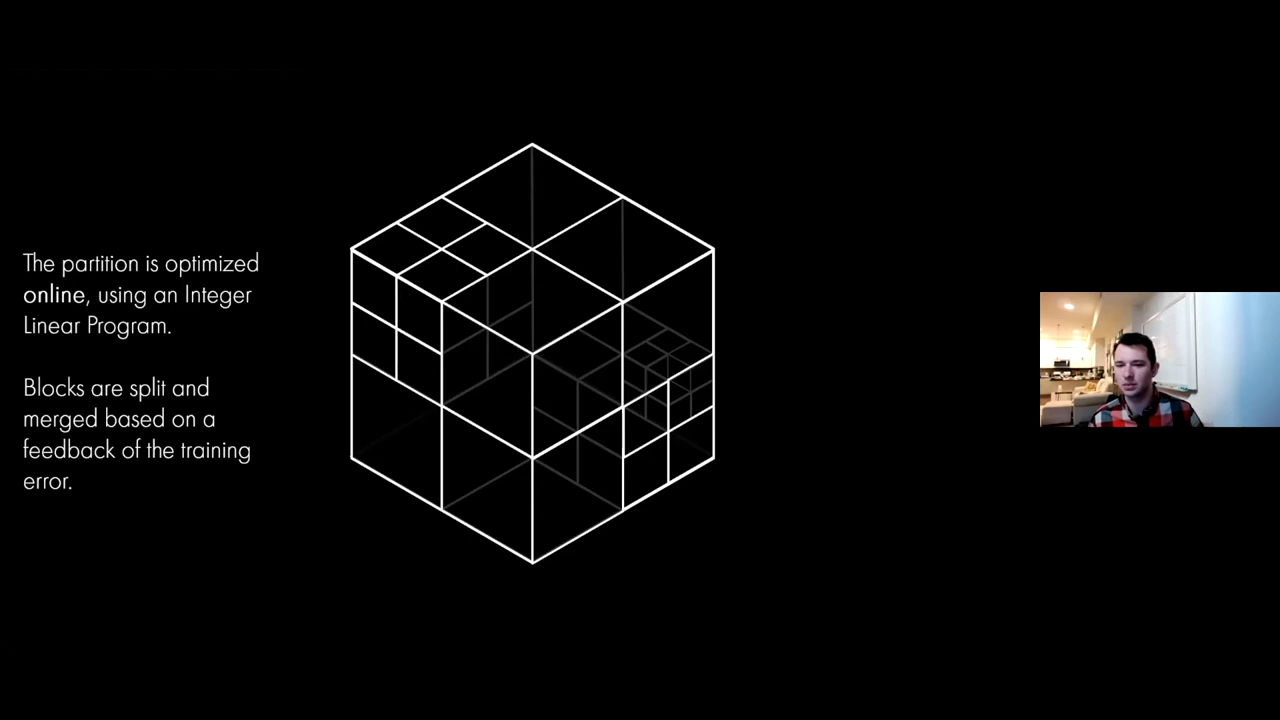 The partition is optimized
online, using an Integer
Linear Program.
Blocks are split and
merged based on a
feedback of the training
error.